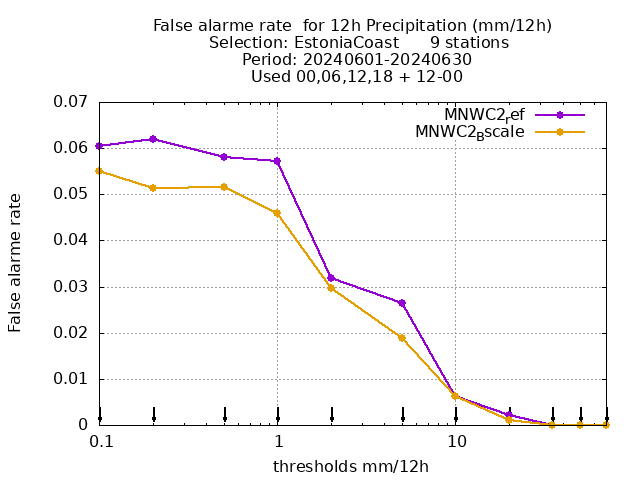 False alarme rate  for 12h Precipitation (mm/12h)
Selection: EstoniaCoast      9 stations
Period: 20240601-20240630
Used 00,06,12,18 + 12-00
MNWC2ref
MNWC2Bscale
False alarme rate
0.07
0.06
0.05
0.04
0.03
0.02
0.01
0
0.1 1 10
thresholds mm/12h